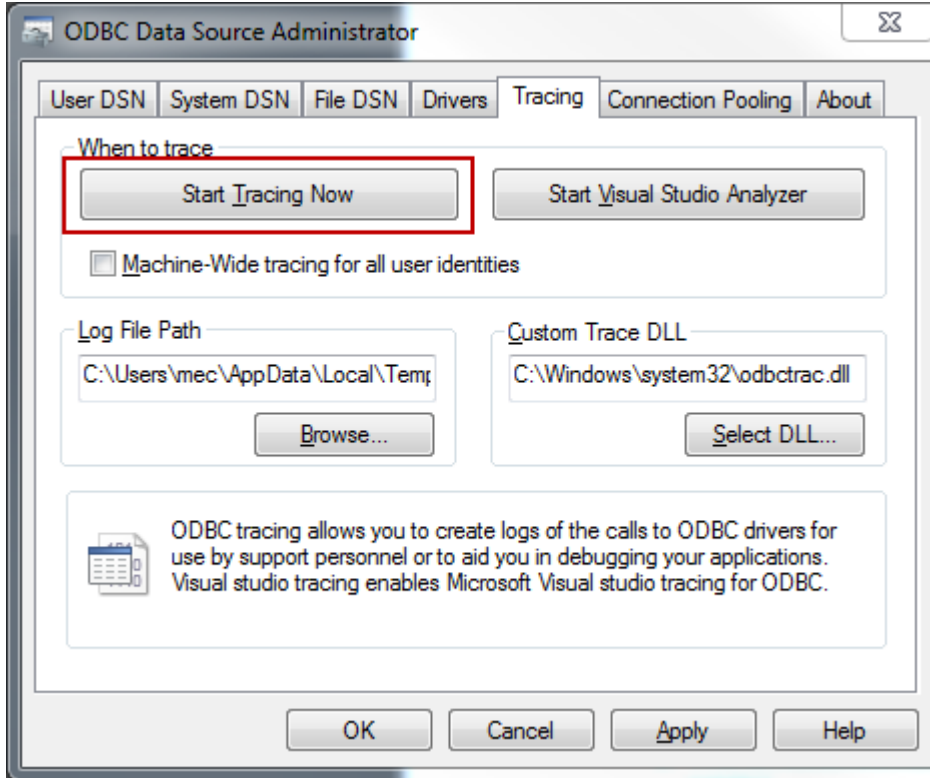 ODBC Data Source Administrator
User DSN System DSN File DSN Drivers Tracing Connection Pooling About
When to trace
Start Tracing Now Start Visual Studio Analyzer
Machine-Wide tracing for all user identities
Log File Path Custom Trace DLL
C:\Users\mec\AppData\Local\Temp C:\Windows\system32\odbctrac.dll
Browse... Select DLL...
ODBC tracing allows you to create logs of the calls to ODBC drivers for
use by support personnel or to aid you in debugging your applications.
Visual studio tracing enables Microsoft Visual studio tracing for ODBC.
OK Cancel Apply Help